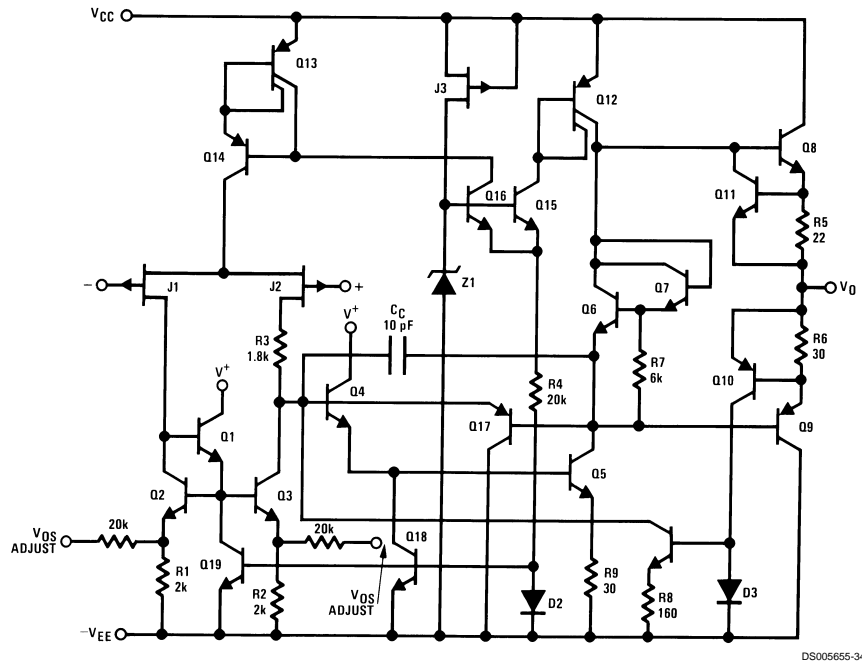 VCC
Q13
J3
Q12
Q14
Q8
Q16
Q15
Q11
R5
22
−
J1
J2
+
Z1
Q7
VO
Q6
CC
10 pF
V+
R3
1.8k
R6
30
Q10
R7
6k
V+
Q4
R4
20k
Q1
Q17
Q9
Q2
Q3
Q5
VOS
ADJUST
20k
20k
Q18
Q19
R1
2k
R2
2k
VOS
ADJUST
D2
R9
30
R8
160
D3
−VEE
DS005655-34